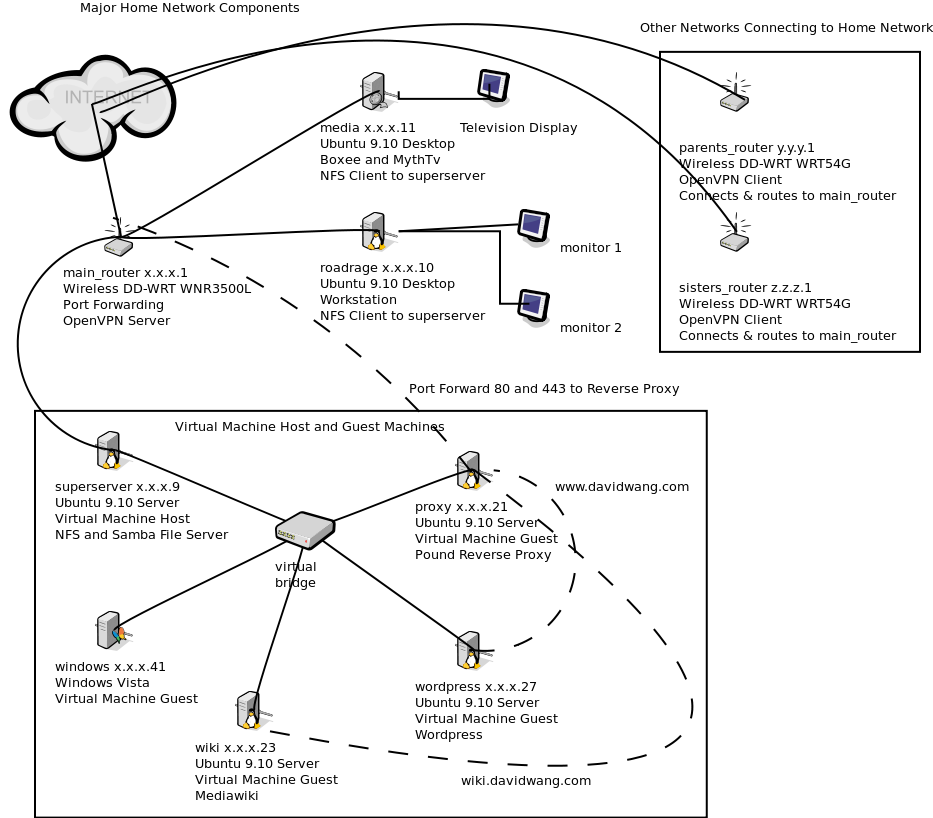 Major Home Network Components
Other Networks Connecting to Home Network
INTERNET
media x.x.x.11
Ubuntu 9.10 Desktop
Boxee and MythTv
NFS Client to superserver
Television Display
parents_router y.y.y.1
Wireless DD-WRT WRT54G
OpenVPN Client
Connects & routes to main_router
main_router x.x.x.1
Wireless DD-WRT WNR3500L
Port Forwarding
OpenVPN Server
roadrage x.x.x.10
Ubuntu 9.10 Desktop
Workstation
NFS Client to superserver
monitor 1
monitor 2
sisters_router z.z.z.1
Wireless DD-WRT WRT54G
OpenVPN Client
Connects & routes to main_router
Port Forward 80 and 443 to Reverse Proxy
Virtual Machine Host and Guest Machines
superserver x.x.x.9
Ubuntu 9.10 Server
Virtual Machine Host
NFS and Samba File Server
www.davidwang.com
proxy x.x.x.21
Ubuntu 9.10 Server
Virtual Machine Guest
Pound Reverse Proxy
virtual
bridge
windows x.x.x.41
Windows Vista
Virtual Machine Guest
wordpress x.x.x.27
Ubuntu 9.10 Server
Virtual Machine Guest
Wordpress
wiki x.x.x.23
Ubuntu 9.10 Server
Virtual Machine Guest
Mediawiki
wiki.davidwang.com